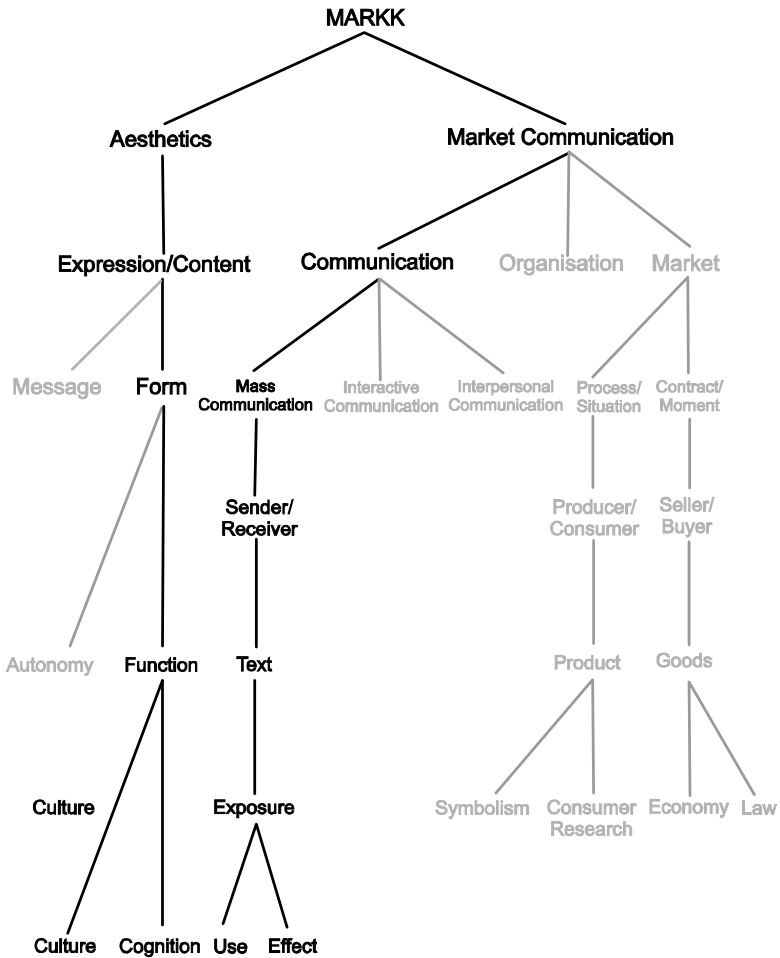 MARKK
Aesthetics
Market Communication
Expression/Content
Communication
Organisation
Market
Message
Form
Mass
Communication
Interactive
Communication
Interpersonal
Communication
Process/
Situation
Contract/
Moment
Sender/
Receiver
Producer/
Consumer
Seller/
Buyer
Autonomy
Function
Text
Product
Goods
Culture
Exposure
Symbolism
Consumer
Research
Economy
Law
Culture
Cognition
Use
Effect